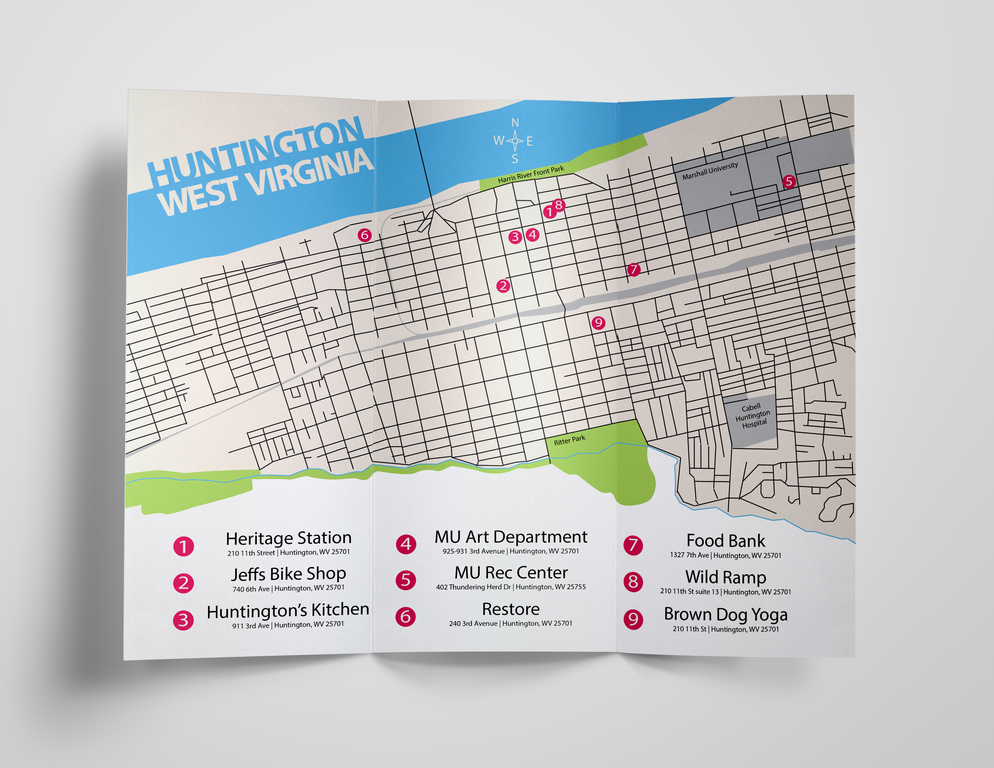 HUNTINGTON
WEST VIRGINIA
N
W E
S
Harris River Front Park
Marshall University
5
8
1
6
3 4
7
2
9
Cabell
Huntington
Hospital
Ritter Park
1 Heritage Station
210 11th Street | Huntington, WV 25701
2 Jeffs Bike Shop
740 6th Ave | Huntington, WV 25701
3 Huntington's Kitchen
911 3rd Ave | Huntington, WV 25701
4 MU Art Department
925-931 3rd Avenue | Huntington, WV 25701
5 MU Rec Center
402 Thundering Herd Dr | Huntington, WV 25755
6 Restore
240 3rd Avenue | Huntington, WV 25701
7 Food Bank
1327 7th Ave | Huntington, WV 25701
8 Wild Ramp
210 11th St suite 13 | Huntington, WV 25701
9 Brown Dog Yoga
210 11th St | Huntington, WV 25701